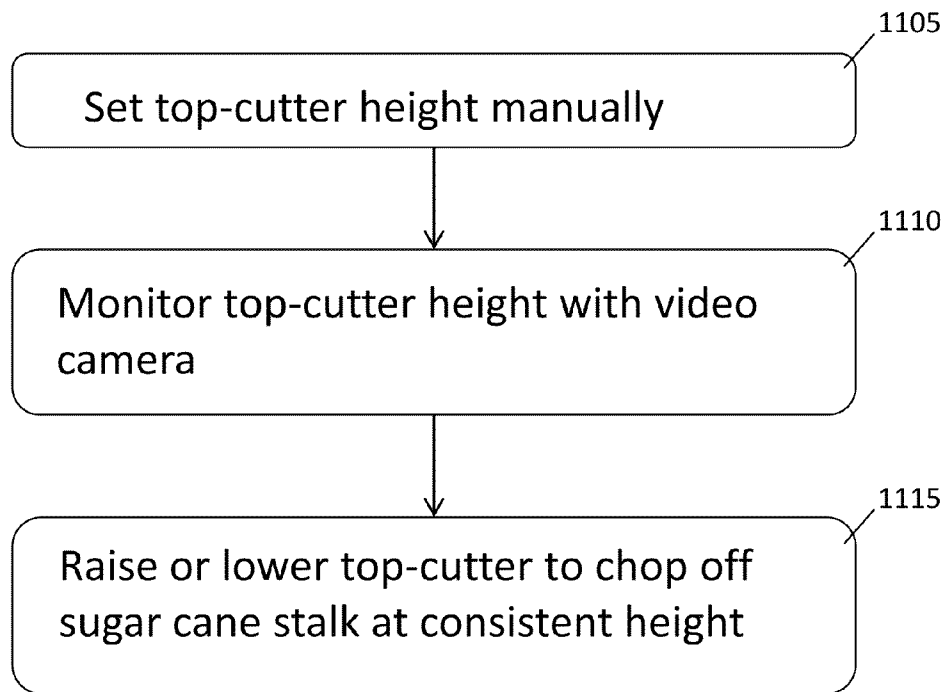 1105
Set top-cutter height manually
1110
Monitor top-cutter height with video
camera
1115
Raise or lower top-cutter to chop off
sugar cane stalk at consistent height